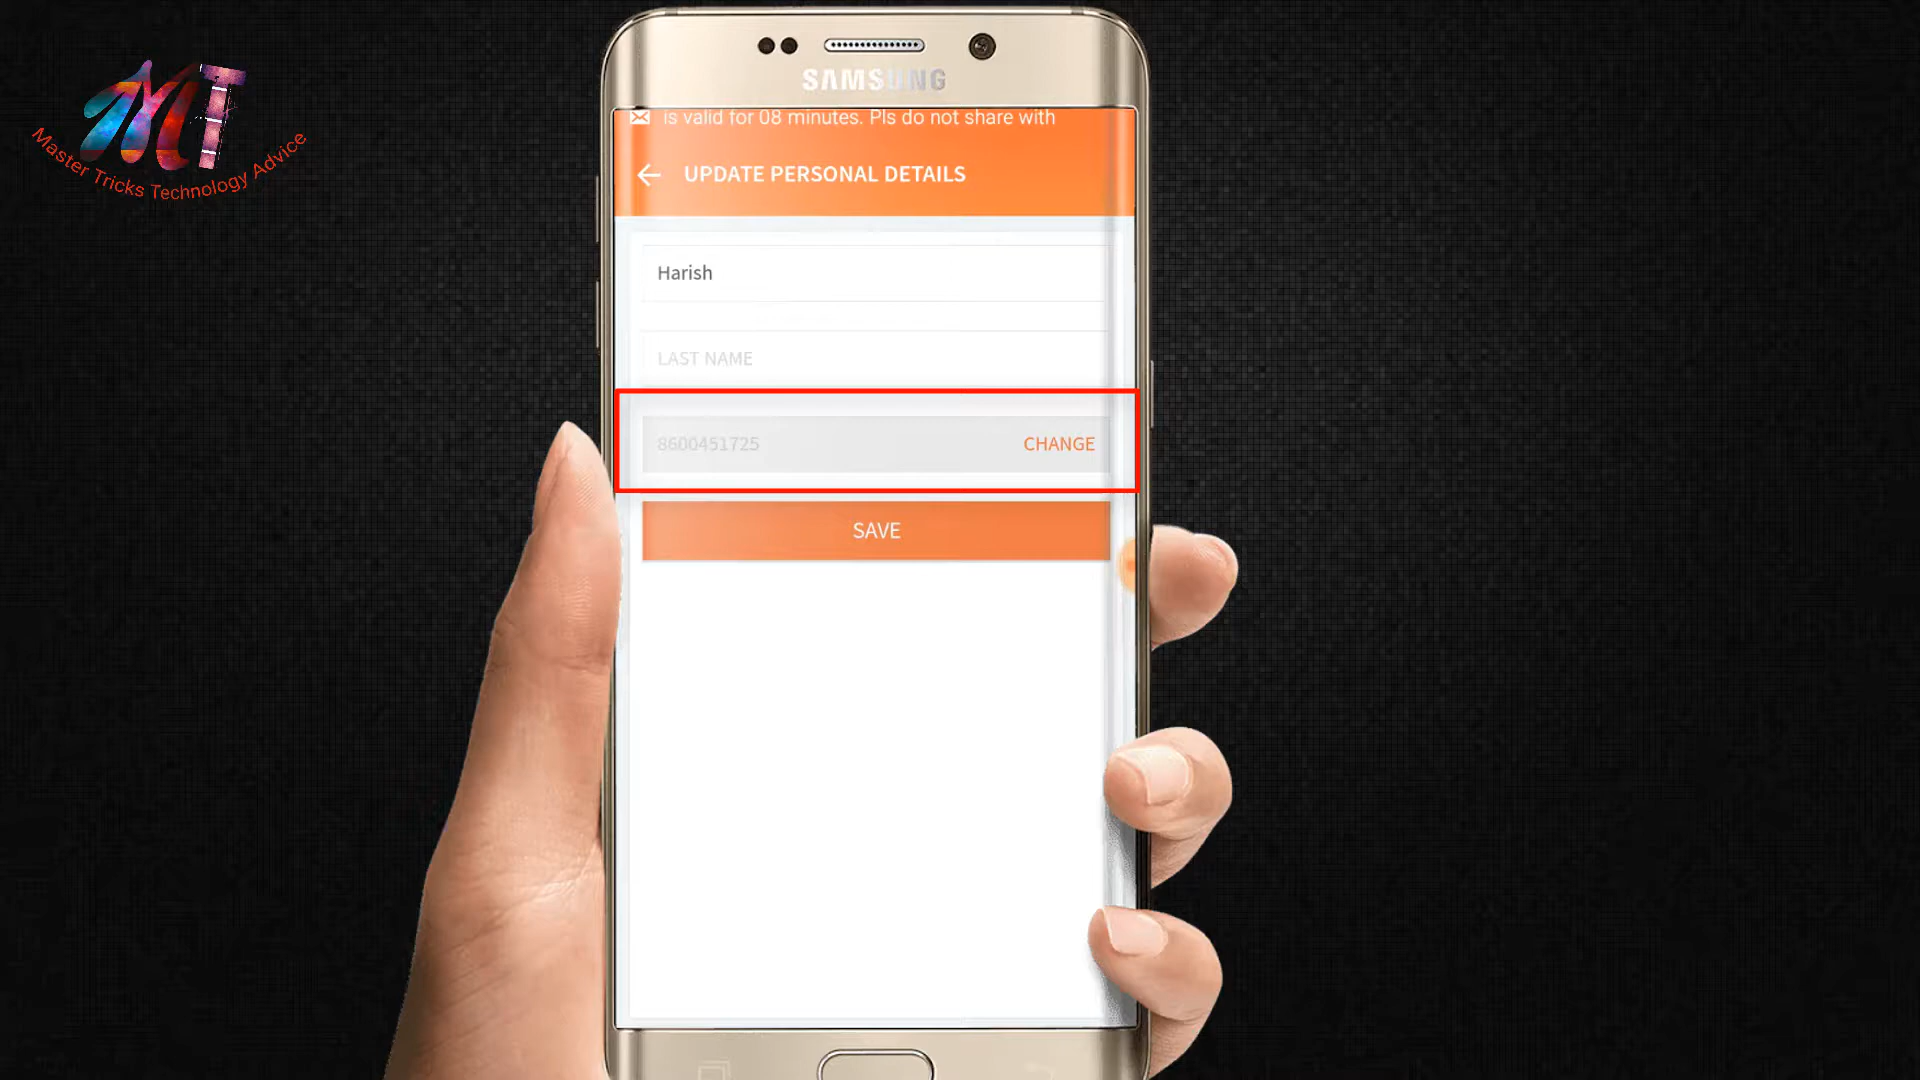 MT
Master Tricks Technology Advice
SAMSUNG
is valid for 08 minutes. Pls do not share with
UPDATE PERSONAL DETAILS
Harish
LAST NAME
8600451725 CHANGE
SAVE